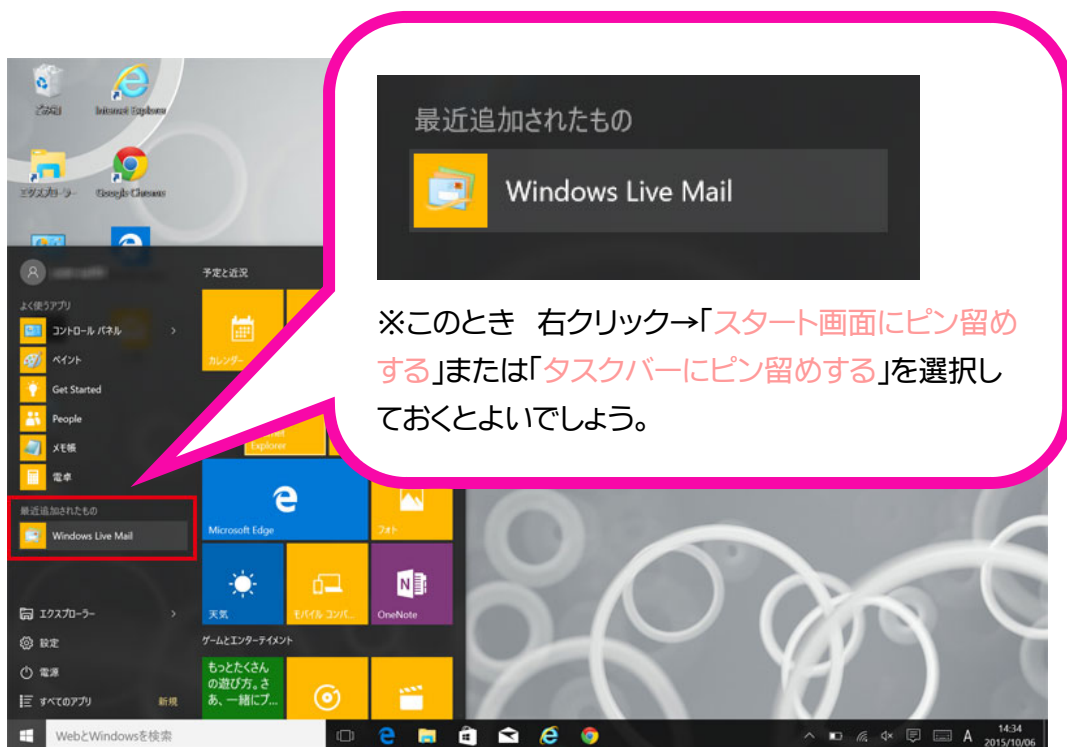 ごみ箱
Internet Explorer
エクスプローラー
Google Chrome
最近追加されたもの
Windows Live Mail
※このとき 右クリック→「スタート画面にピン留め
する」または「タスクバーにピン留めする」を選択し
ておくとよいでしょう。
よく使うアプリ
コントロール パネル
ペイント
Get Started
People
メモ帳
電卓
最近追加されたもの
Windows Live Mail
エクスプローラー
設定
電源
すべてのアプリ 新規
予定と近況
カレンダー
Explorer
Microsoft Edge
フォト
天気
モバイル コンパ...
OneNote
ゲームとエンターテイメント
もっとたくさん
の遊び方。さ
あ、一緒にプ...
WebとWindowsを検索
A
14:34
2015/10/06